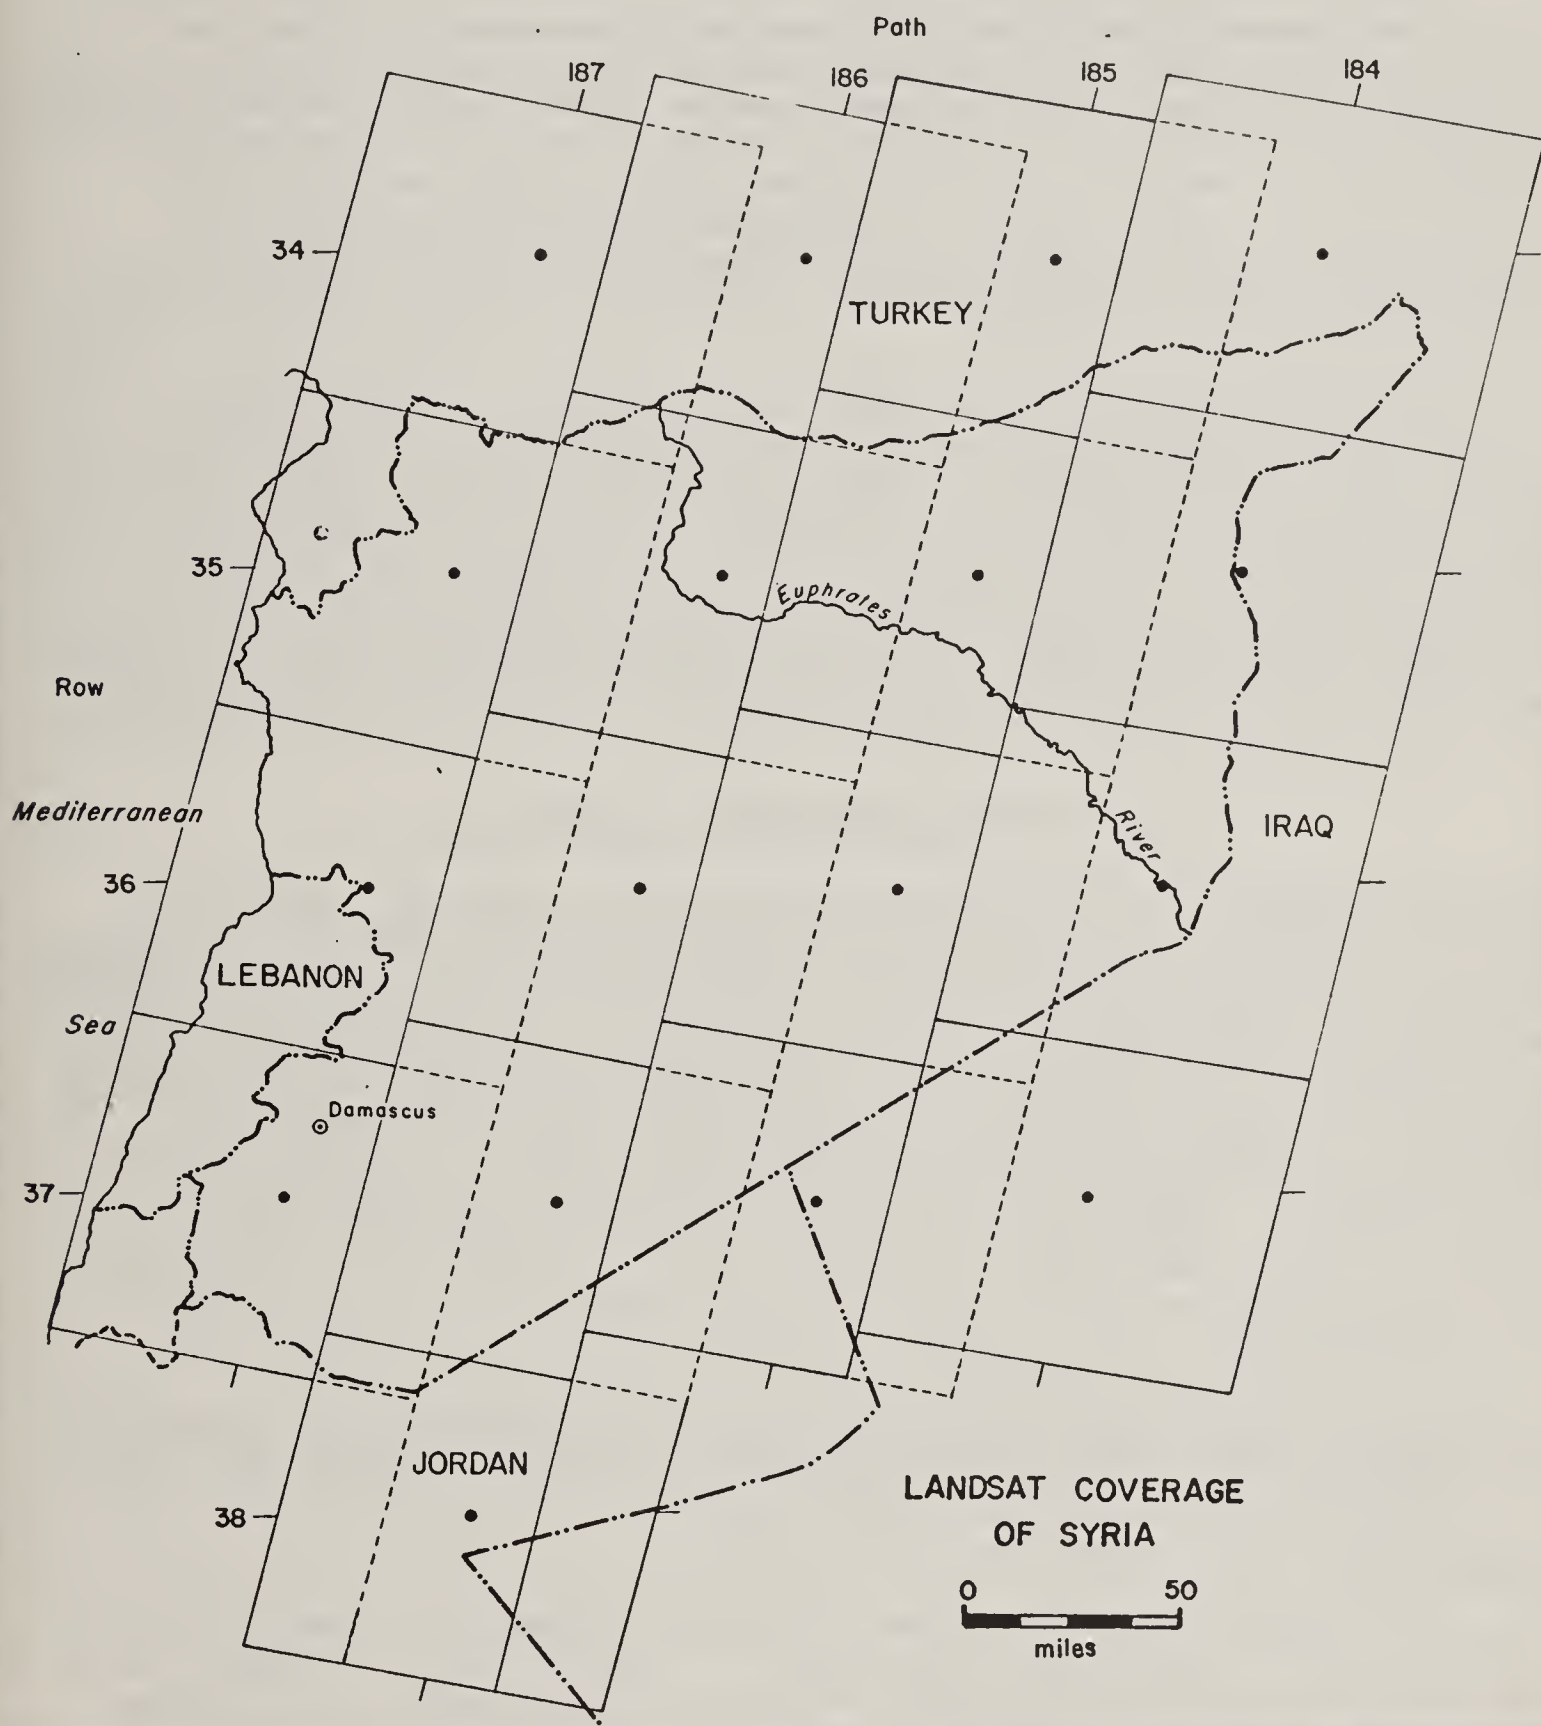 Path
187
186
185
184
34
TURKEY
35
Euphrates
Row
Mediterranean
River
IRAQ
36
LEBANON
Sea
Damascus
37
JORDAN
LANDSAT COVERAGE
OF SYRIA
38
0 50
miles